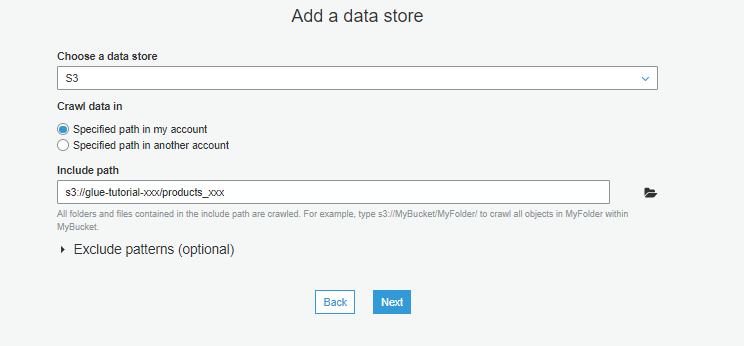 Add a data store
Choose a data store
S3
Crawl data in
Specified path in my account
Specified path in another account
Include path
s3://glue-tutorial-xxx/products_xxx
All folders and files contained in the include path are crawled. For example, type s3://MyBucket/MyFolder/ to crawl all objects in MyFolder within
MyBucket.
Exclude patterns (optional)
Back
Next